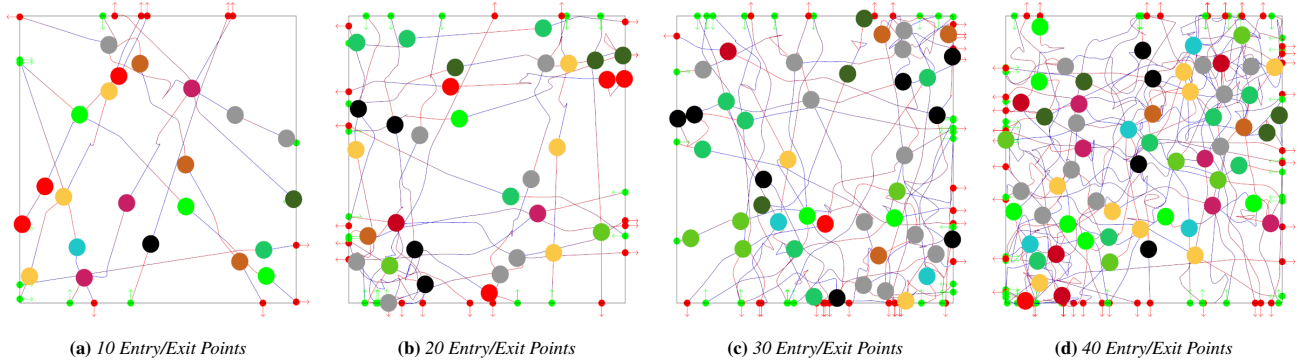 (a) 10 Entry/Exit Points
(b) 20 Entry/Exit Points
(c) 30 Entry/Exit Points
(d) 40 Entry/Exit Points